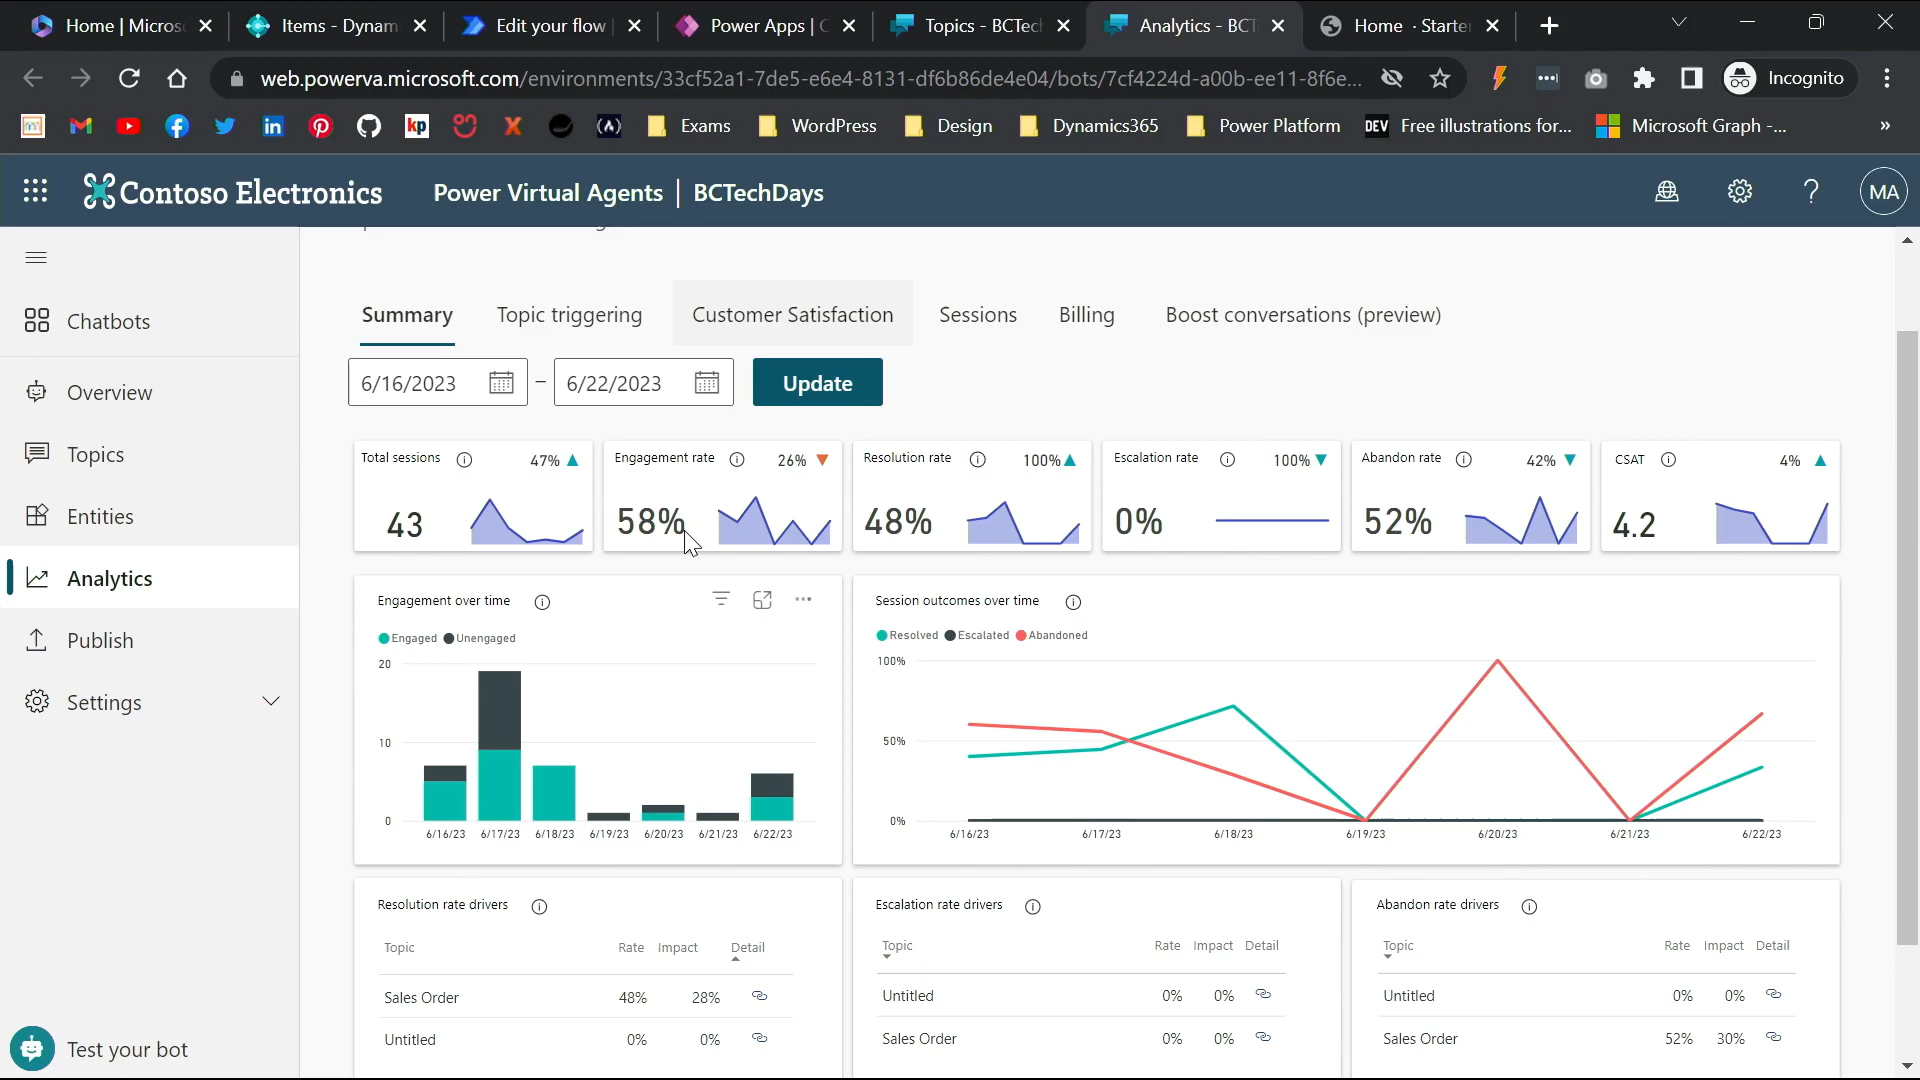 Home | Micros
Items - Dynam
Edit your flow
Power Apps | C
Topics - BCTec
Analytics - BCT
Home · Starte
web.powerva.microsoft.com/environments/33cf52a1-7de5-e6e4-8131-df6b86de4e04/bots/7cf4224d-a00b-ee11-8f6e...
Incognito
kp
Exams
WordPress
Design
Dynamics365
Power Platform
DEV
Free illustrations for...
Microsoft Graph -...
»
Contoso Electronics
Power Virtual Agents | BCTechDays
MA
Chatbots
Overview
Topics
Entities
Analytics
Publish
Settings
Test your bot
Summary
Topic triggering
Customer Satisfaction
Sessions
Billing
Boost conversations (preview)
6/16/2023 – 6/22/2023
Update
Total sessions 47%
43
Engagement rate 26%
58%
Resolution rate 100%
48%
Escalation rate 100%
0%
Abandon rate 42%
52%
CSAT 4%
4.2
Engagement over time
Engaged Unengaged
20
10
0
6/16/23 6/17/23 6/18/23 6/19/23 6/20/23 6/21/23 6/22/23
Session outcomes over time
Resolved Escalated Abandoned
100%
50%
0%
6/16/23 6/17/23 6/18/23 6/19/23 6/20/23 6/21/23 6/22/23
Resolution rate drivers
Topic Rate Impact Detail
Sales Order 48% 28%
Untitled 0% 0%
Escalation rate drivers
Topic Rate Impact Detail
Untitled 0% 0%
Sales Order 0% 0%
Abandon rate drivers
Topic Rate Impact Detail
Untitled 0% 0%
Sales Order 52% 30%